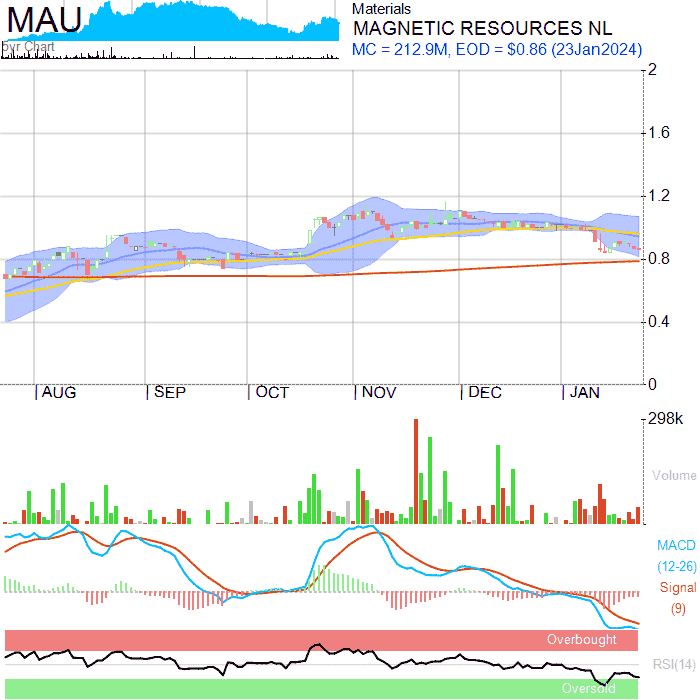 MAU
5yr Chart
Materials
MAGNETIC RESOURCES NL
MC = 212.9M, EOD = $0.86 (23Jan2024)
2
1.6
1.2
0.8
0.4
0
AUG SEP OCT NOV DEC JAN
298k
Volume
MACD
(12-26)
Signal
(9)
Overbought
RSI(14)
Oversold